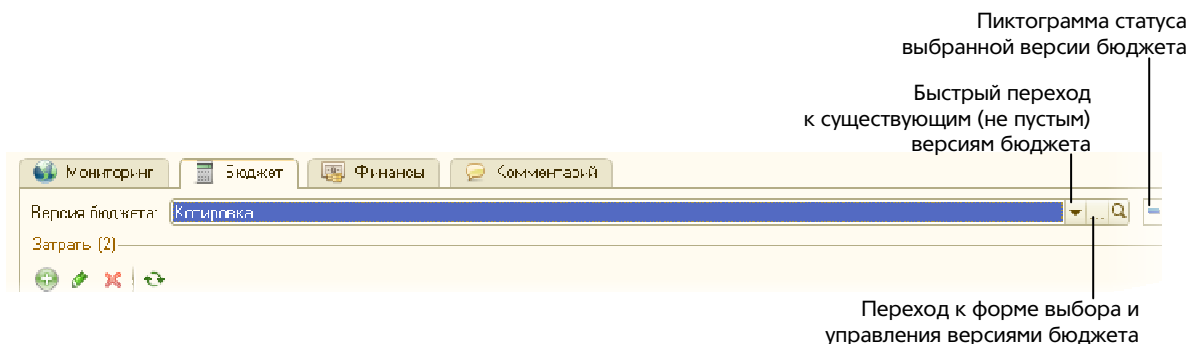 Пиктограмма статуса
выбранной версии бюджета
Быстрый переход
к существующим (не пустым)
версиям бюджета
Мониторинг Бюджет Финансы Комментарий
Версия бюджета: Котировка
Затраты (2)
Переход к форме выбора и
управления версиями бюджета